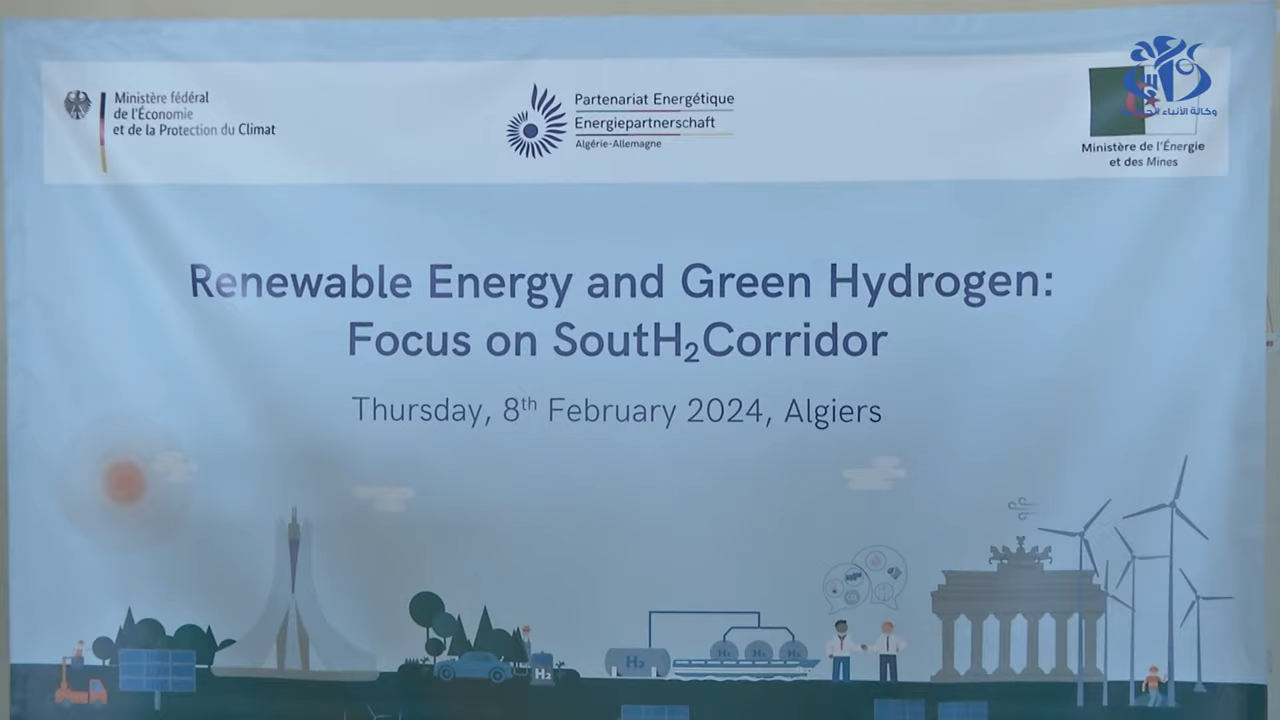 Ministère fédéral
de l'Économie
et de la Protection du Climat
Partenariat Energétique
Energiepartnerschaft
Algérie-Allemagne
Ministère de l'Énergie
et des Mines
Renewable Energy and Green Hydrogen:
Focus on SoutH₂Corridor
Thursday, 8th February 2024, Algiers
H₂
H₂
H₂ H₂ H₂
وكالة الأنباء